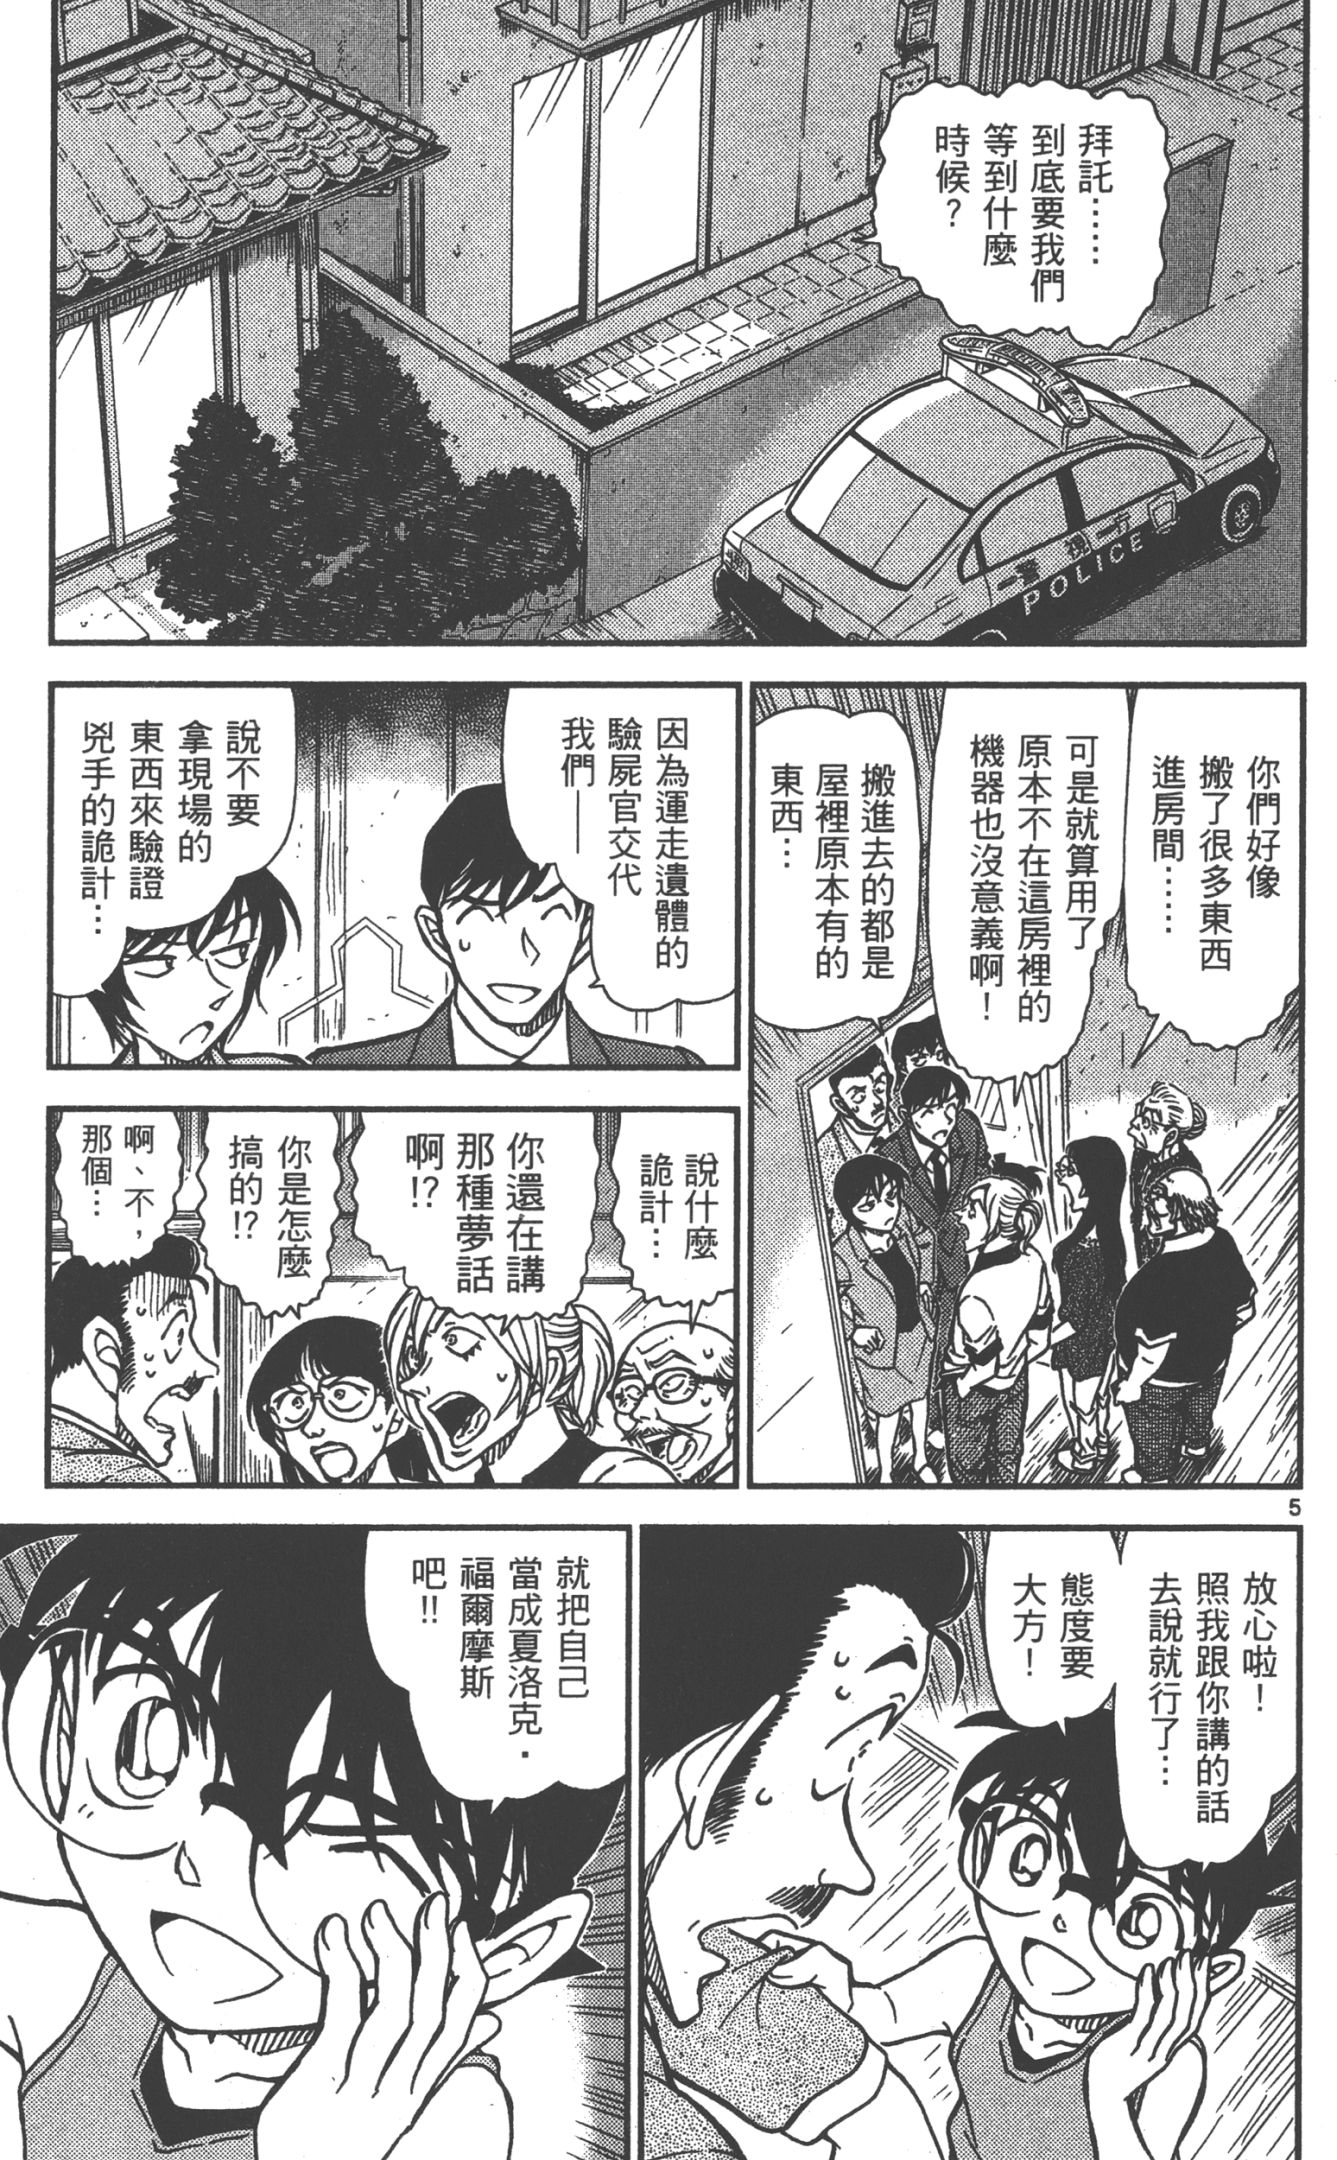 拜託……
到底要我們
等到什麼
時候？
POLICE
你們好像
搬了很多東西
進房間……
可是就算用了
原本不在這房裡的
機器也沒意義啊！
搬進去的都是
屋裡原本有的
東西…
因為運走遺體的
驗屍官交代
我們——
說不要
拿現場的
東西來驗證
兇手的詭計…
說什麼
詭計…
你還在講
那種夢話
啊!?
你是怎麼
搞的!?
啊、不，
那個…
5
放心啦！
照我跟你講的話
去說就行了…
態度要
大方！
就把自己
當成夏洛克·
福爾摩斯
吧!!